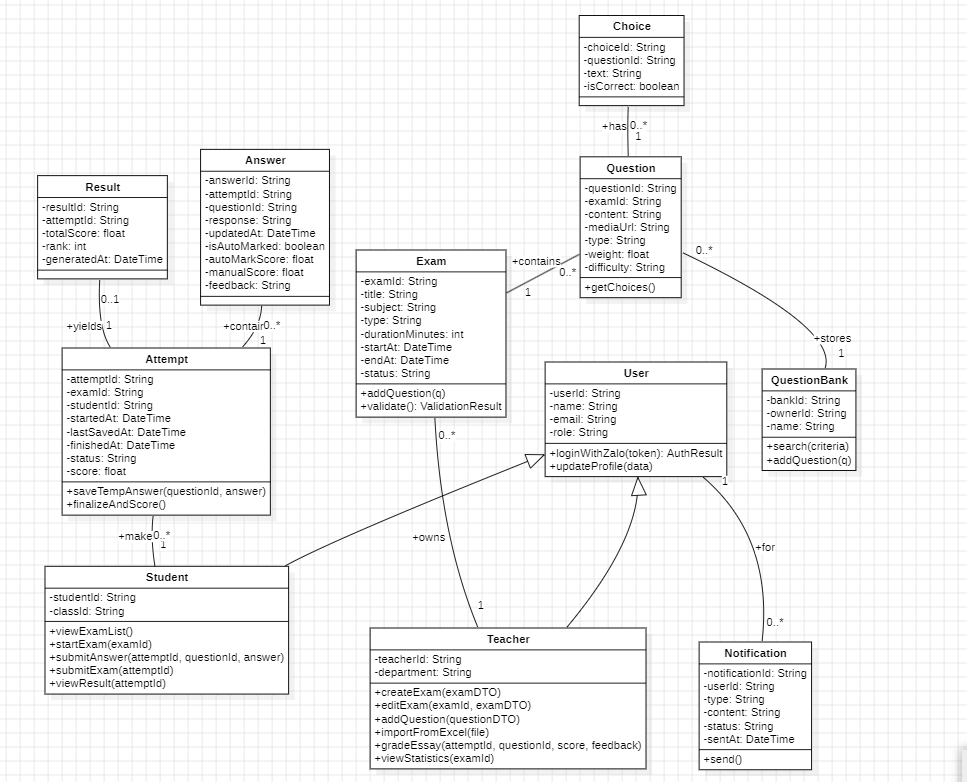 Choice
-choiceId: String
-questionId: String
-text: String
-isCorrect: boolean
+has
0..*
1
Question
-questionId: String
-examId: String
-content: String
-mediaUrl: String
-type: String
-weight: float
-difficulty: String
+getChoices()
Answer
-answerId: String
-attemptId: String
-questionId: String
-response: String
-updatedAt: DateTime
-isAutoMarked: boolean
-autoMarkScore: float
-manualScore: float
-feedback: String
Result
-resultId: String
-attemptId: String
-totalScore: float
-rank: int
-generatedAt: DateTime
0..1
+yields
1
+contain
0..*
1
Exam
-examId: String
-title: String
-subject: String
-type: String
-durationMinutes: int
-startAt: DateTime
-endAt: DateTime
-status: String
+addQuestion(q)
+validate(): ValidationResult
+contains
0..*
1
0..*
+stores
1
Attempt
-attemptId: String
-examId: String
-studentId: String
-startedAt: DateTime
-lastSavedAt: DateTime
-finishedAt: DateTime
-status: String
-score: float
+saveTempAnswer(questionId, answer)
+finalizeAndScore()
User
-userId: String
-name: String
-email: String
-role: String
+loginWithZalo(token): AuthResult
+updateProfile(data)
QuestionBank
-bankId: String
-ownerId: String
-name: String
+search(criteria)
+addQuestion(q)
0..*
+owns
1
1
+for
0..*
+make
0..*
1
Student
-studentId: String
-classId: String
+viewExamList()
+startExam(examId)
+submitAnswer(attemptId, questionId, answer)
+submitExam(attemptId)
+viewResult(attemptId)
Teacher
-teacherId: String
-department: String
+createExam(examDTO)
+editExam(examId, examDTO)
+addQuestion(questionDTO)
+importFromExcel(file)
+gradeEssay(attemptId, questionId, score, feedback)
+viewStatistics(examId)
Notification
-notificationId: String
-userId: String
-type: String
-content: String
-status: String
-sentAt: DateTime
+send()